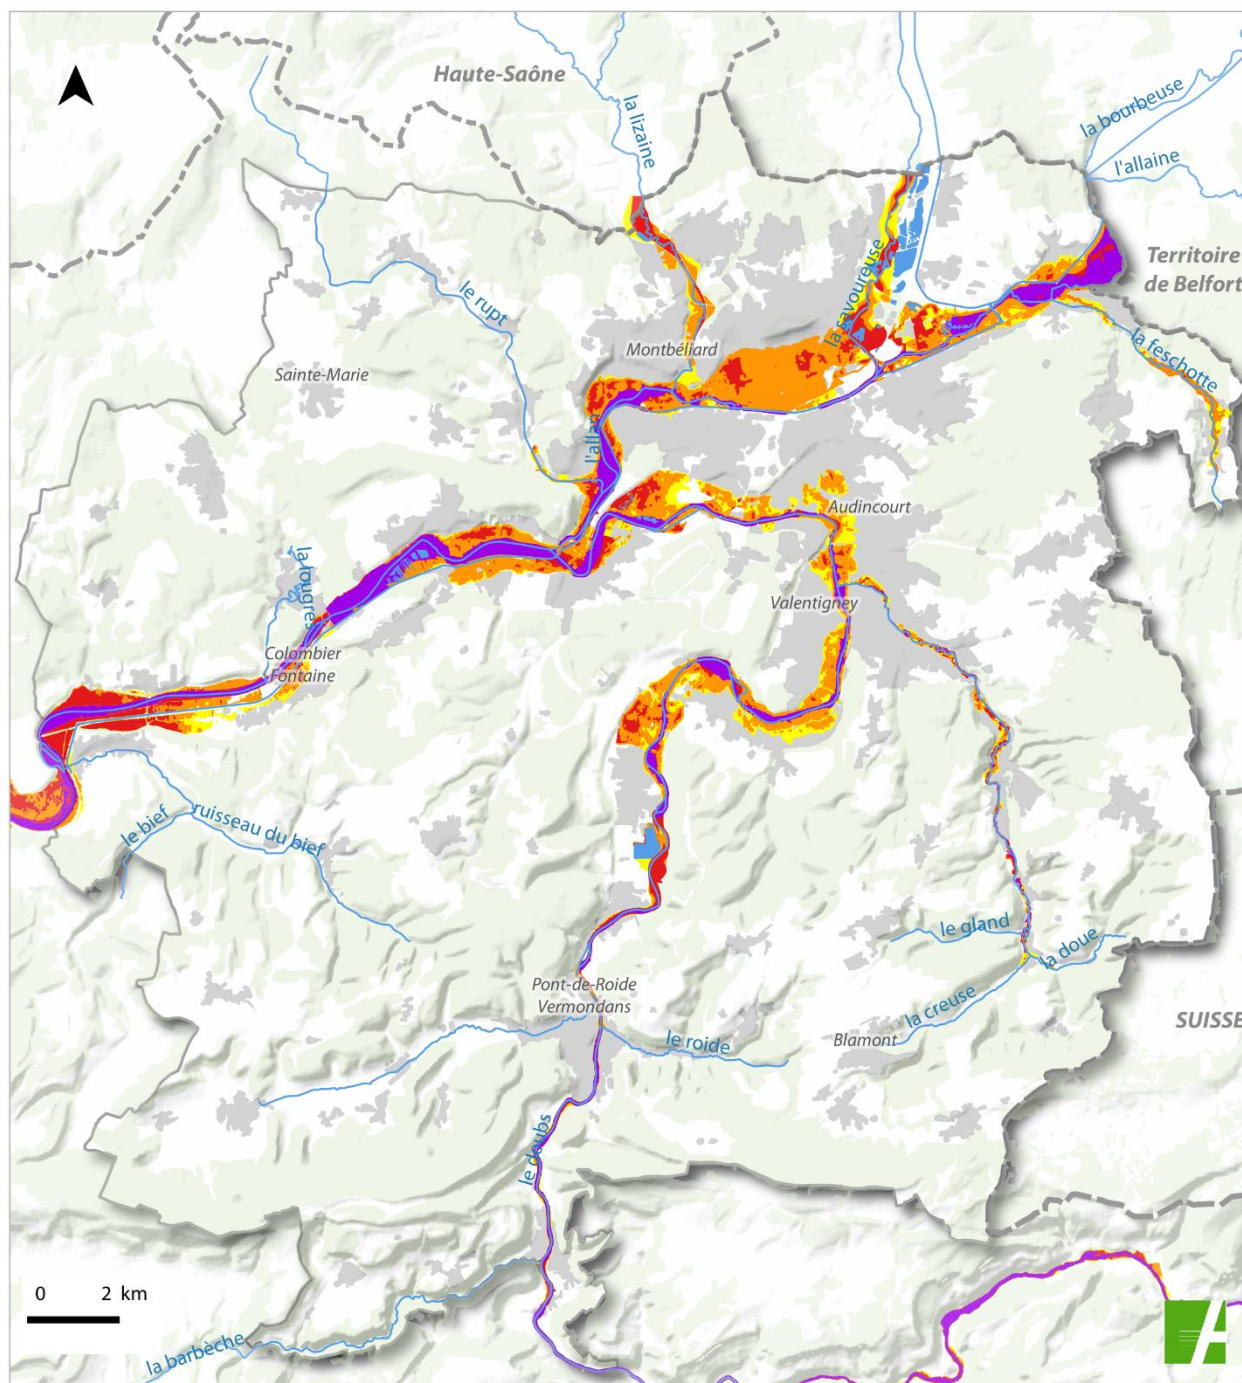 Haute-Saône
la lizaine
la bourbeuse
l'allaine
Territoire
de Belfort
la savoureuse
le rupt
la feschotte
Montbéliard
Sainte-Marie
l'allan
Audincourt
la lougres
Valentigney
Colombier
Fontaine
le bief
ruisseau du bief
le gland
la doue
Pont-de-Roide
Vermondans
la creuse
SUISSE
le roide
Blamont
le doubs
0 2 km
la barbèche